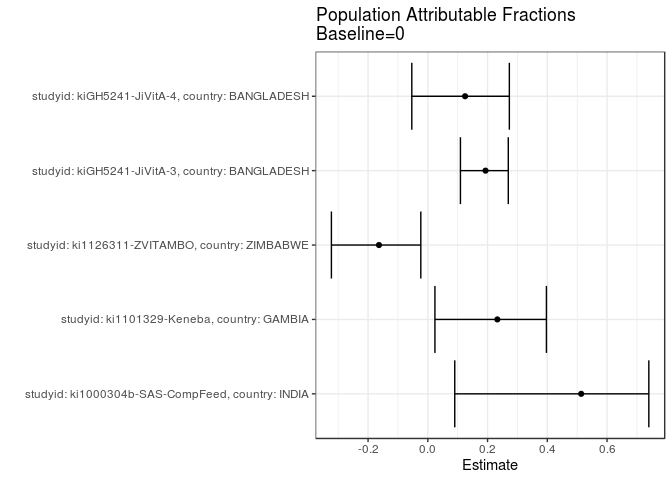 Population Attributable Fractions
Baseline=0
studyid: kiGH5241-JiVitA-4, country: BANGLADESH
studyid: kiGH5241-JiVitA-3, country: BANGLADESH
studyid: ki1126311-ZVITAMBO, country: ZIMBABWE
studyid: ki1101329-Keneba, country: GAMBIA
studyid: ki1000304b-SAS-CompFeed, country: INDIA
-0.2 0.0 0.2 0.4 0.6
Estimate